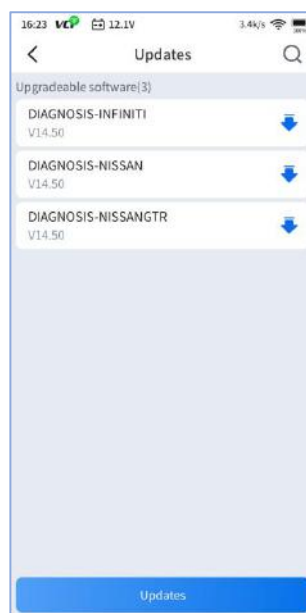 16:23 VCI 12.1V 3.4k/s
Updates
Upgradeable software(3)
DIAGNOSIS-INFINITI
V14.50
DIAGNOSIS-NISSAN
V14.50
DIAGNOSIS-NISSANGTR
V14.50
Updates